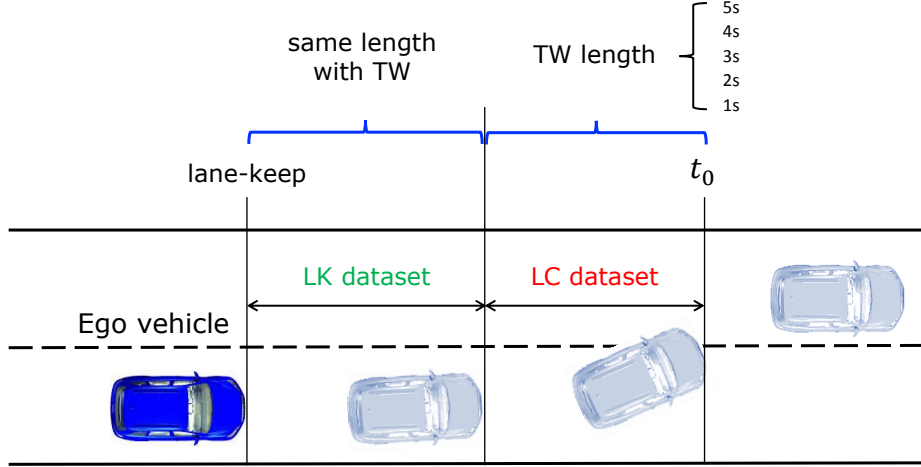 same length
with TW
TW length
5s
4s
3s
2s
1s
lane-keep
t₀
LK dataset
LC dataset
Ego vehicle